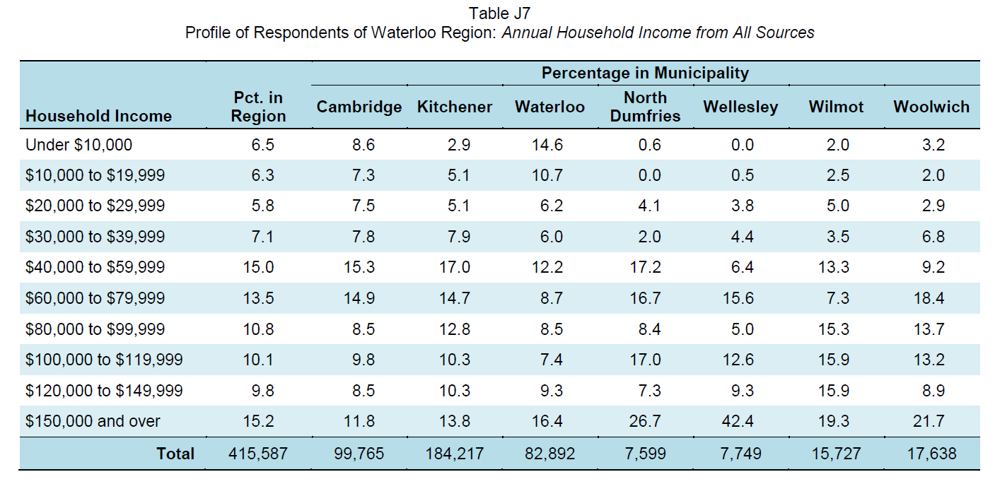 Table J7
Profile of Respondents of Waterloo Region: Annual Household Income from All Sources
Percentage in Municipality
Household Income Pct. in Region Cambridge Kitchener Waterloo North Dumfries Wellesley Wilmot Woolwich
Under $10,000 6.5 8.6 2.9 14.6 0.6 0.0 2.0 3.2
$10,000 to $19,999 6.3 7.3 5.1 10.7 0.0 0.5 2.5 2.0
$20,000 to $29,999 5.8 7.5 5.1 6.2 4.1 3.8 5.0 2.9
$30,000 to $39,999 7.1 7.8 7.9 6.0 2.0 4.4 3.5 6.8
$40,000 to $59,999 15.0 15.3 17.0 12.2 17.2 6.4 13.3 9.2
$60,000 to $79,999 13.5 14.9 14.7 8.7 16.7 15.6 7.3 18.4
$80,000 to $99,999 10.8 8.5 12.8 8.5 8.4 5.0 15.3 13.7
$100,000 to $119,999 10.1 9.8 10.3 7.4 17.0 12.6 15.9 13.2
$120,000 to $149,999 9.8 8.5 10.3 9.3 7.3 9.3 15.9 8.9
$150,000 and over 15.2 11.8 13.8 16.4 26.7 42.4 19.3 21.7
Total 415,587 99,765 184,217 82,892 7,599 7,749 15,727 17,638